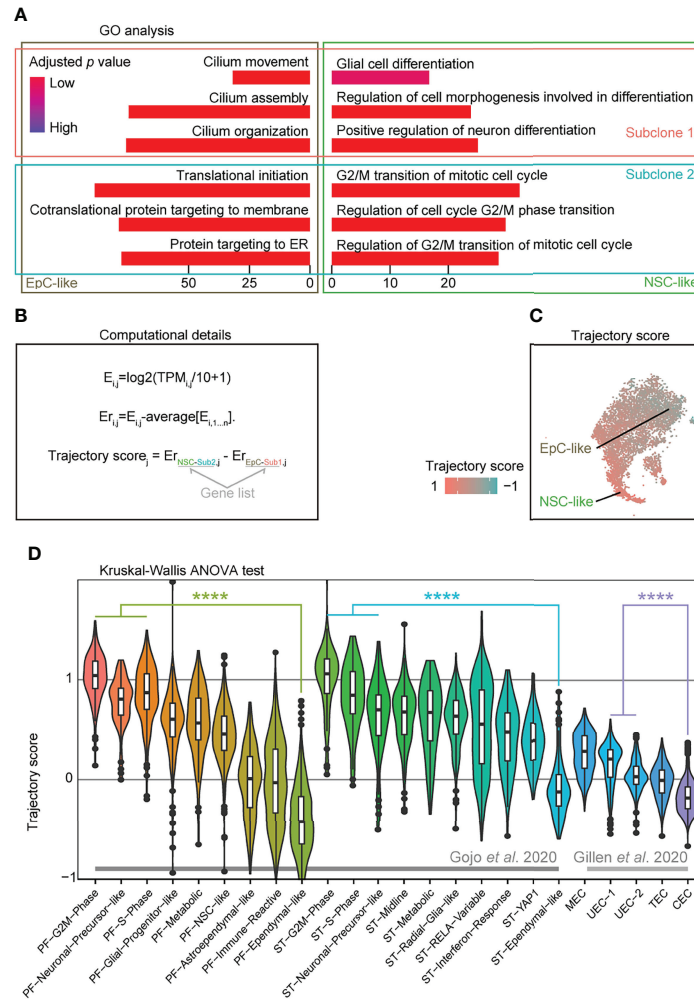 A
GO analysis
Adjusted p value
Low
High
Cilium movement
Cilium assembly
Cilium organization
Translational initiation
Cotranslational protein targeting to membrane
Protein targeting to ER
EpC-like
50
25
0
Glial cell differentiation
Regulation of cell morphogenesis involved in differentiation
Positive regulation of neuron differentiation
Subclone 1
G2/M transition of mitotic cell cycle
Subclone 2
Regulation of cell cycle G2/M phase transition
Regulation of G2/M transition of mitotic cell cycle
0
10
20
NSC-like
B
Computational details
Ei,j=log2(TPMi,j/10+1)
Eri,j=Ei,j-average[Ei,1...n].
Trajectory scorej = ErNSC-Sub2,j - ErEpC-Sub1,j
Gene list
C
Trajectory score
EpC-like
NSC-like
Trajectory score
1
−1
D
Kruskal-Wallis ANOVA test
****
****
****
Trajectory score
1
0
−1
Gojo et al. 2020
Gillen et al. 2020
PF−G2M−Phase
PF−Neuronal−Precursor−like
PF−S−Phase
PF−Glial−Progenitor−like
PF−Metabolic
PF−NSC−like
PF−Astroependymal−like
PF−Immune−Reactive
PF−Ependymal−like
ST−G2M−Phase
ST−S−Phase
ST−Neuronal−Precursor−like
ST−Midline
ST−Metabolic
ST−Radial−Glia−like
ST−RELA−Variable
ST−Interferon−Response
ST−YAP1
ST−Ependymal−like
MEC
UEC−1
UEC−2
TEC
CEC